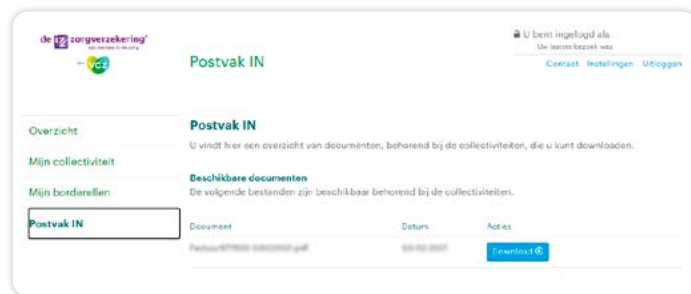 de iz zorgverzekering
vgz
Postvak IN
U bent ingelogd als
Uw laatste bezoek was
Contact Instellingen Uitloggen
Overzicht
Mijn collectiviteit
Mijn borderellen
Postvak IN
Postvak IN
U vindt hier een overzicht van documenten, behorend bij de collectiviteiten, die u kunt downloaden.
Beschikbare documenten
De volgende bestanden zijn beschikbaar behorend bij de collectiviteiten.
Document Datum Acties
Download